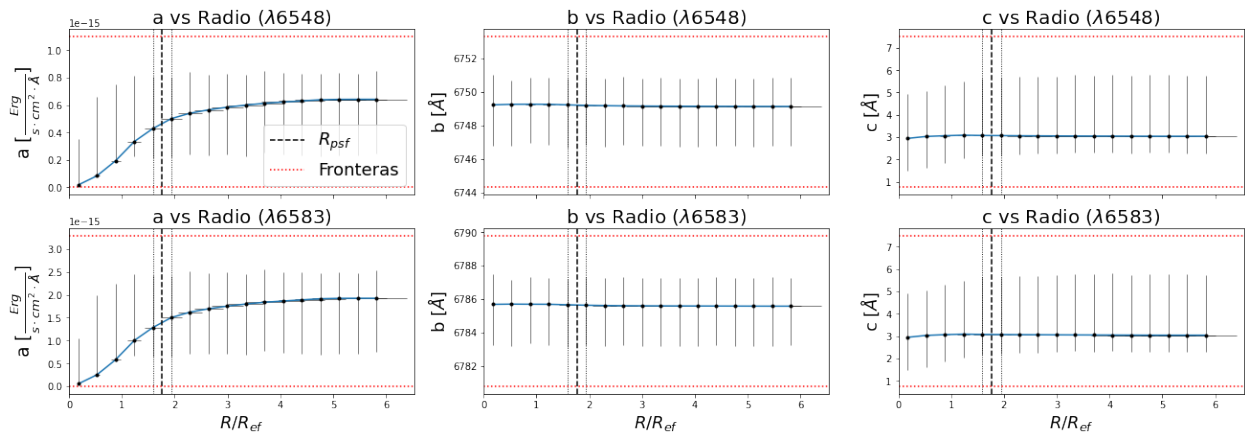 a vs Radio (λ6548)
1e−15
a [Erg / s · cm² · Å]
0.0
0.2
0.4
0.6
0.8
1.0
R_psf
Fronteras
b vs Radio (λ6548)
b [Å]
6744
6746
6748
6750
6752
c vs Radio (λ6548)
c [Å]
1
2
3
4
5
6
7
a vs Radio (λ6583)
1e−15
a [Erg / s · cm² · Å]
0.0
0.5
1.0
1.5
2.0
2.5
3.0
0 1 2 3 4 5 6
R/R_ef
b vs Radio (λ6583)
b [Å]
6782
6784
6786
6788
6790
0 1 2 3 4 5 6
R/R_ef
c vs Radio (λ6583)
c [Å]
1
2
3
4
5
6
7
0 1 2 3 4 5 6
R/R_ef